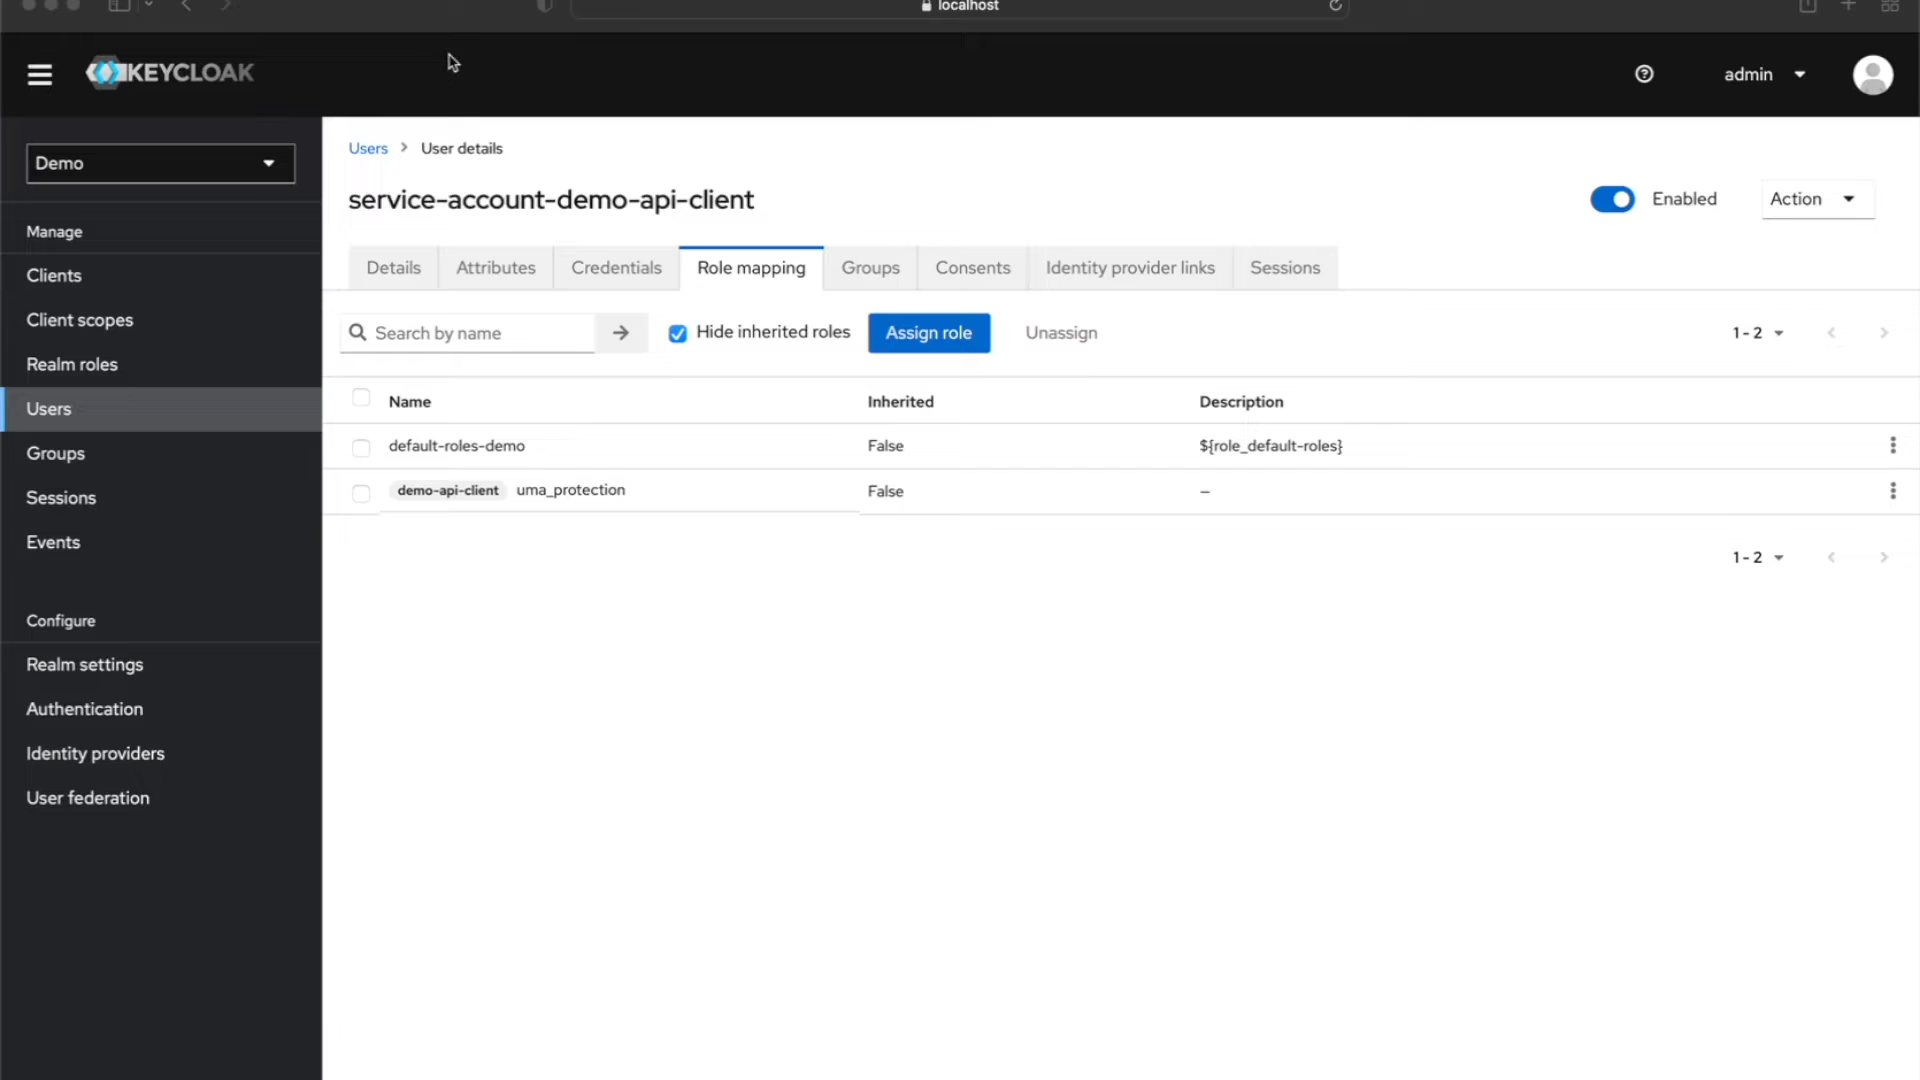 localhost
KEYCLOAK
admin
Demo
Manage
Clients
Client scopes
Realm roles
Users
Groups
Sessions
Events
Configure
Realm settings
Authentication
Identity providers
User federation
Users > User details
service-account-demo-api-client
Enabled
Action
Details Attributes Credentials Role mapping Groups Consents Identity provider links Sessions
Search by name Hide inherited roles Assign role Unassign 1 - 2
Name Inherited Description
default-roles-demo False ${role_default-roles}
demo-api-client uma_protection False –
1 - 2